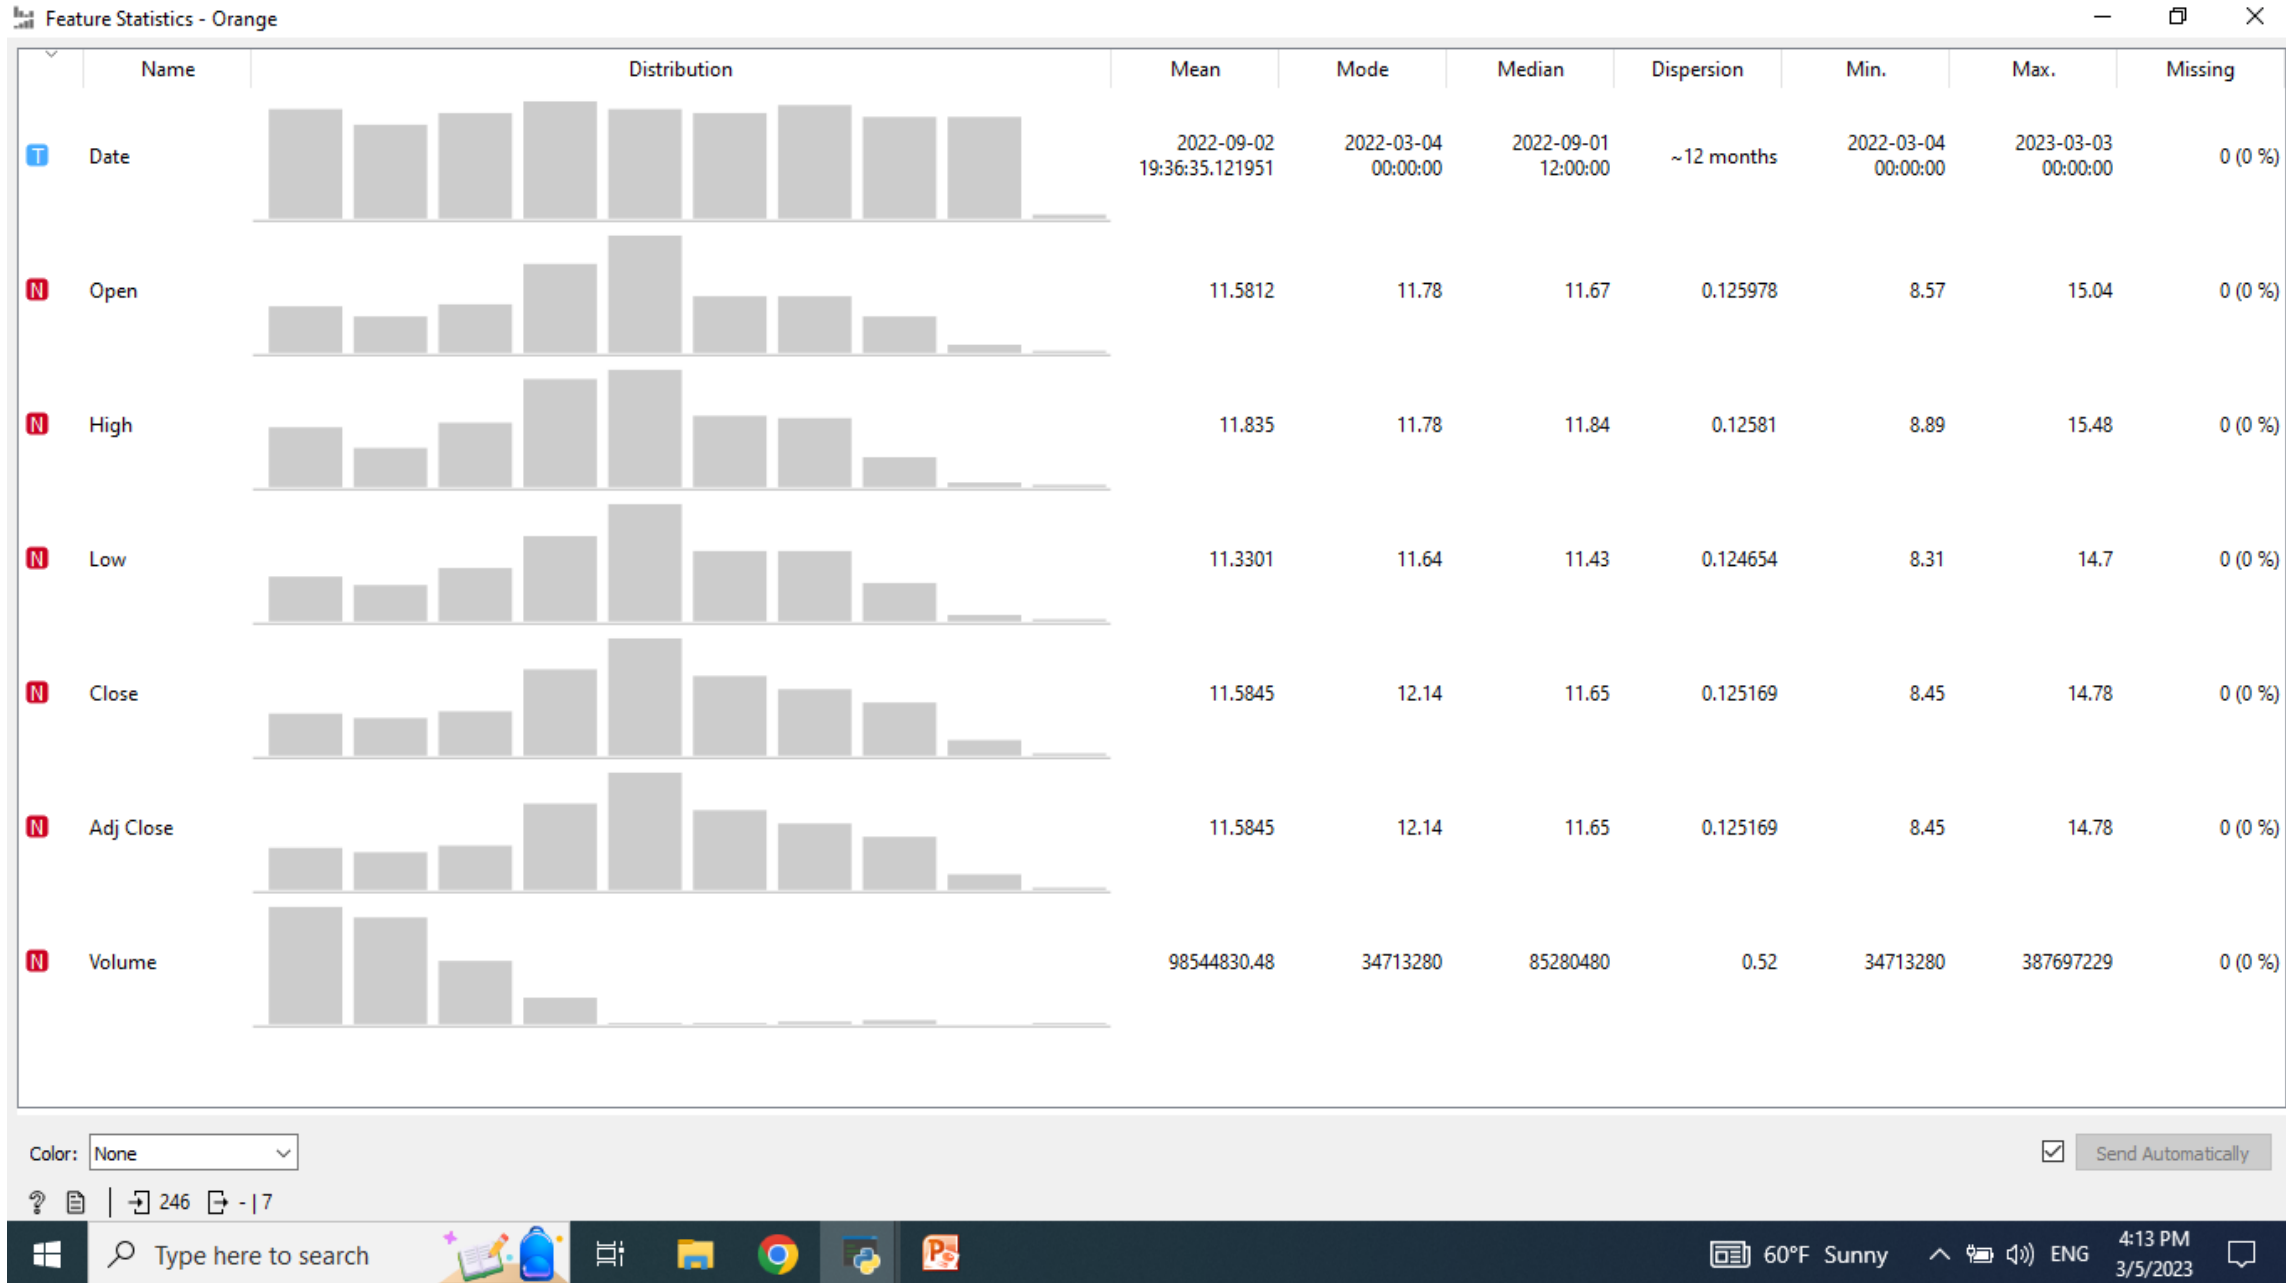 Feature Statistics - Orange
Name Distribution Mean Mode Median Dispersion Min. Max. Missing
T Date 2022-09-02 19:36:35.121951 2022-03-04 00:00:00 2022-09-01 12:00:00 ~12 months 2022-03-04 00:00:00 2023-03-03 00:00:00 0 (0 %)
N Open 11.5812 11.78 11.67 0.125978 8.57 15.04 0 (0 %)
N High 11.835 11.78 11.84 0.12581 8.89 15.48 0 (0 %)
N Low 11.3301 11.64 11.43 0.124654 8.31 14.7 0 (0 %)
N Close 11.5845 12.14 11.65 0.125169 8.45 14.78 0 (0 %)
N Adj Close 11.5845 12.14 11.65 0.125169 8.45 14.78 0 (0 %)
N Volume 98544830.48 34713280 85280480 0.52 34713280 387697229 0 (0 %)
Color: None Send Automatically
? 246 - | 7
Type here to search 60°F Sunny ENG 4:13 PM
3/5/2023